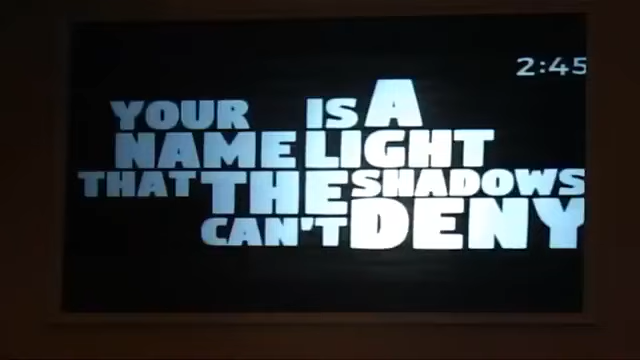 2:45
YOUR IS A
NAME LIGHT
THAT THE SHADOWS
CAN'T DENY